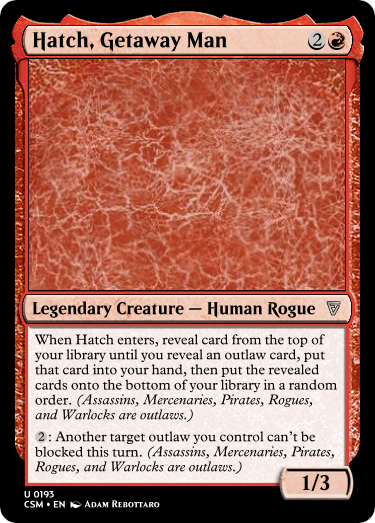 Hatch, Getaway Man 2
Legendary Creature — Human Rogue
When Hatch enters, reveal card from the top of
your library until you reveal an outlaw card, put
that card into your hand, then put the revealed
cards onto the bottom of your library in a random
order. (Assassins, Mercenaries, Pirates, Rogues,
and Warlocks are outlaws.)
2: Another target outlaw you control can't be
blocked this turn. (Assassins, Mercenaries, Pirates,
Rogues, and Warlocks are outlaws.)
1/3
U 0193
CSM • EN Adam Rebottaro